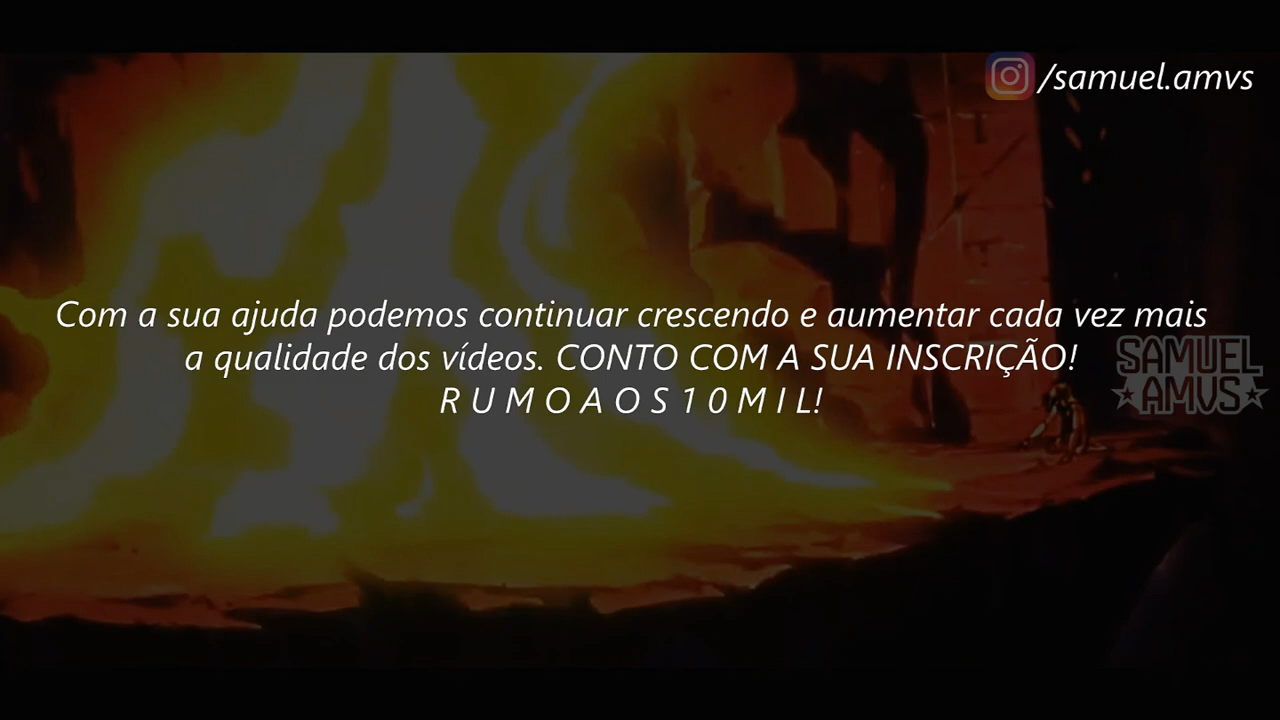 /samuel.amvs
Com a sua ajuda podemos continuar crescendo e aumentar cada vez mais
a qualidade dos vídeos. CONTO COM A SUA INSCRIÇÃO!
R U M O A O S 1 0 M I L!
SAMUEL
AMVS